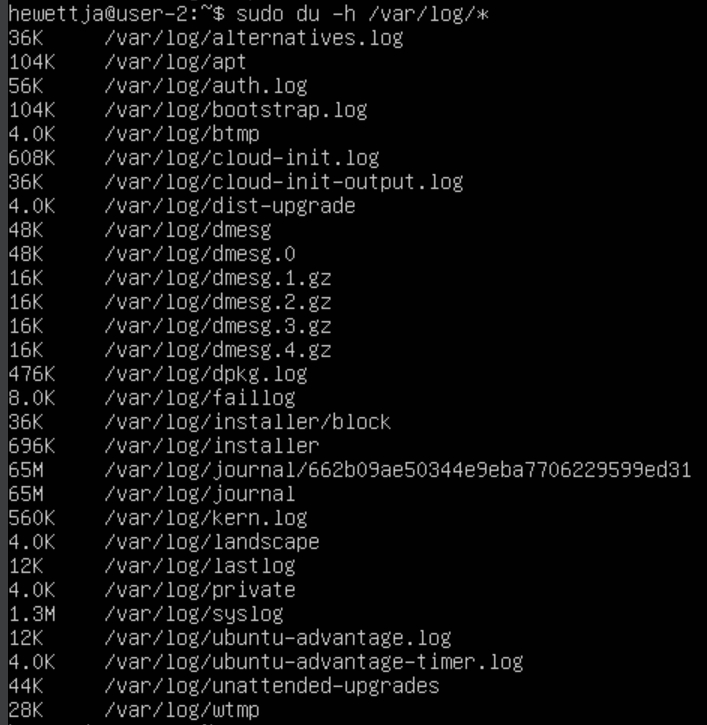 hewettja@user-2:~$ sudo du -h /var/log/*
36K /var/log/alternatives.log
104K /var/log/apt
56K /var/log/auth.log
104K /var/log/bootstrap.log
4.0K /var/log/btmp
608K /var/log/cloud-init.log
36K /var/log/cloud-init-output.log
4.0K /var/log/dist-upgrade
48K /var/log/dmesg
48K /var/log/dmesg.0
16K /var/log/dmesg.1.gz
16K /var/log/dmesg.2.gz
16K /var/log/dmesg.3.gz
16K /var/log/dmesg.4.gz
476K /var/log/dpkg.log
8.0K /var/log/faillog
36K /var/log/installer/block
696K /var/log/installer
65M /var/log/journal/662b09ae50344e9eba7706229599ed31
65M /var/log/journal
560K /var/log/kern.log
4.0K /var/log/landscape
12K /var/log/lastlog
4.0K /var/log/private
1.3M /var/log/syslog
12K /var/log/ubuntu-advantage.log
4.0K /var/log/ubuntu-advantage-timer.log
44K /var/log/unattended-upgrades
28K /var/log/wtmp